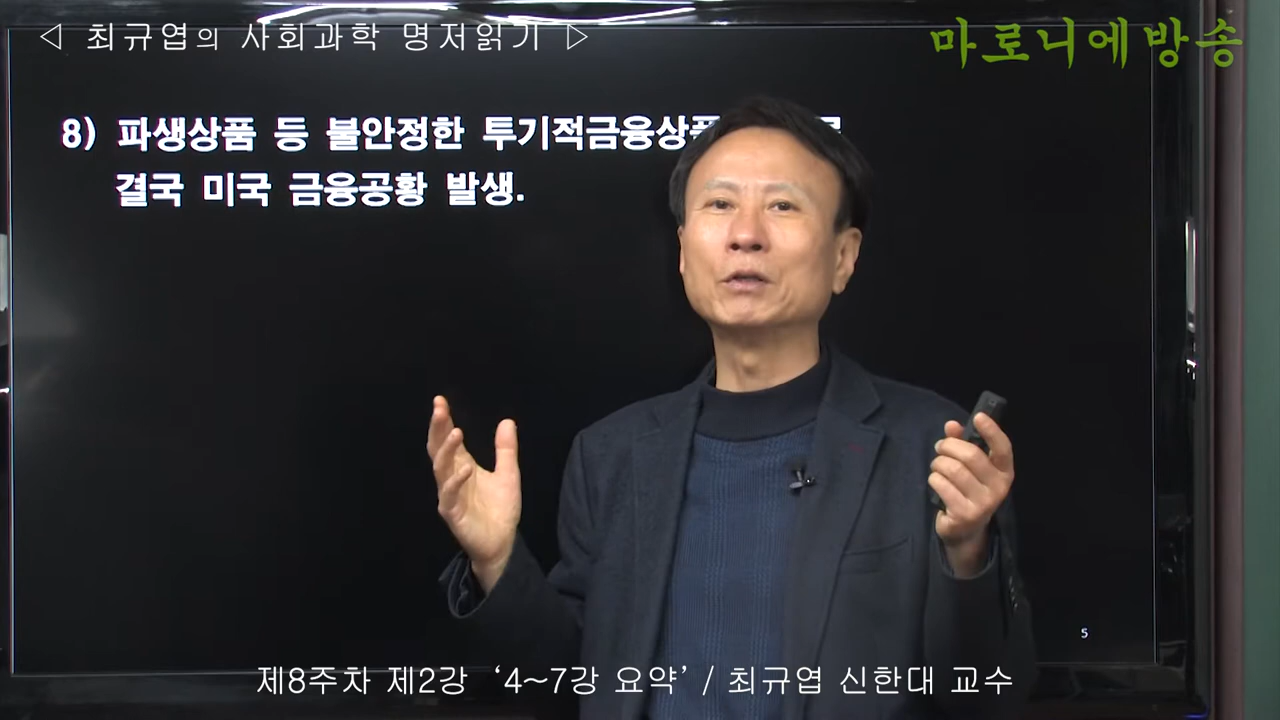 ◁ 최규엽의 사회과학 명저읽기 ▷
마로니에방송
8) 파생상품 등 불안정한 투기적금융상품
결국 미국 금융공황 발생.
5
제8주차 제2강 ‘4~7강 요약’ / 최규엽 신한대 교수